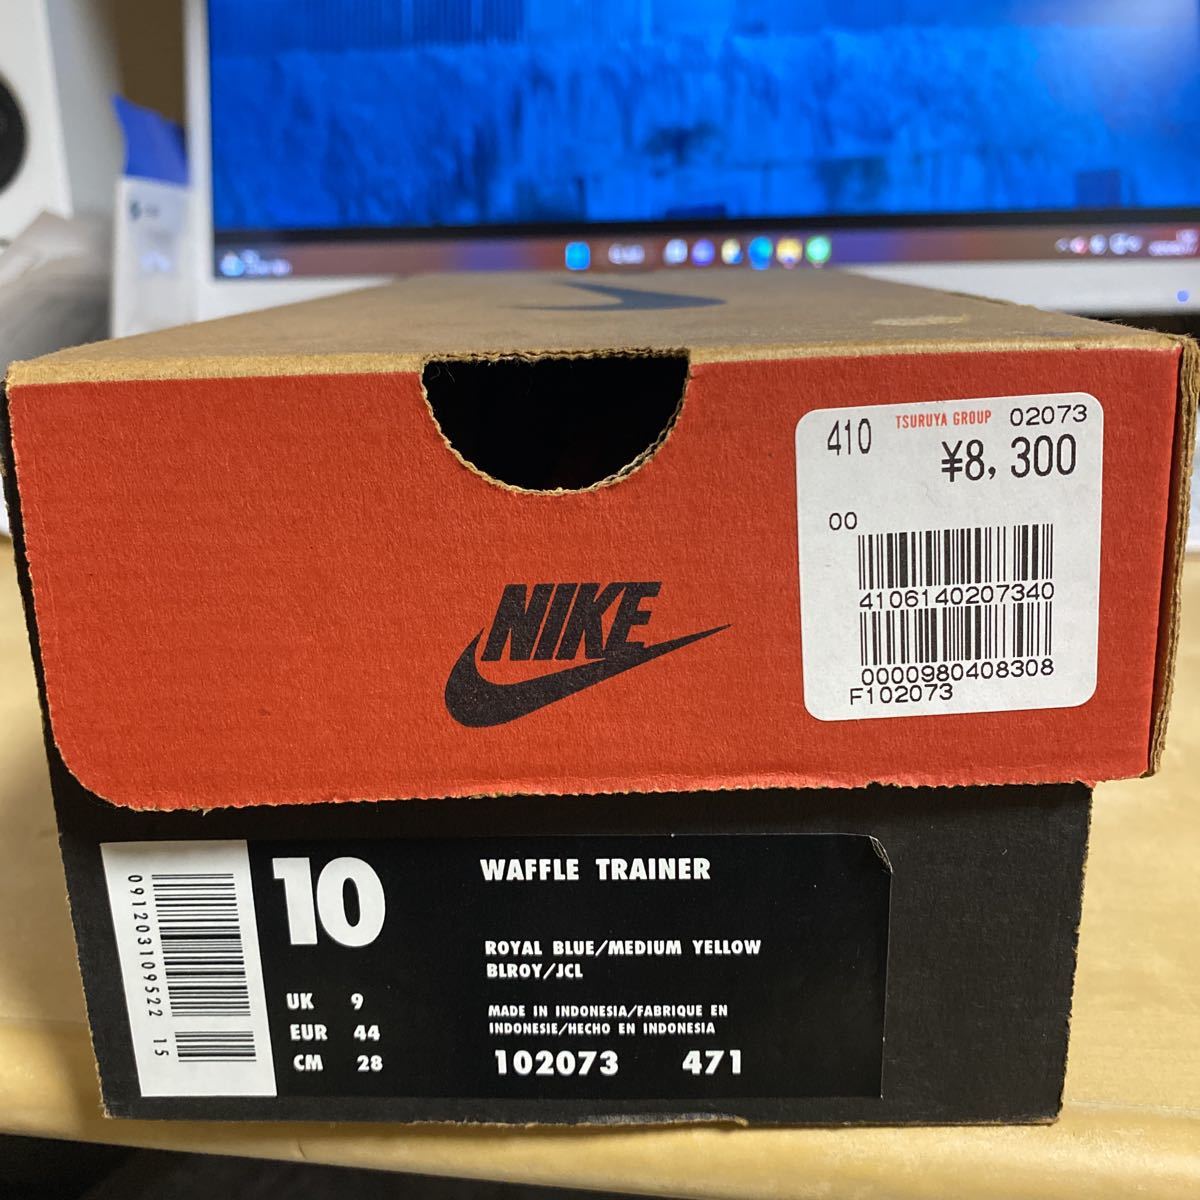 410 TSURUYA GROUP 02073
¥8,300
00
4106140207340
0000980408308
F102073
NIKE
091203109522 15
10
UK 9
EUR 44
CM 28
WAFFLE TRAINER
ROYAL BLUE/MEDIUM YELLOW
BLROY/JCL
MADE IN INDONESIA/FABRIQUE EN
INDONESIE/HECHO EN INDONESIA
102073 471